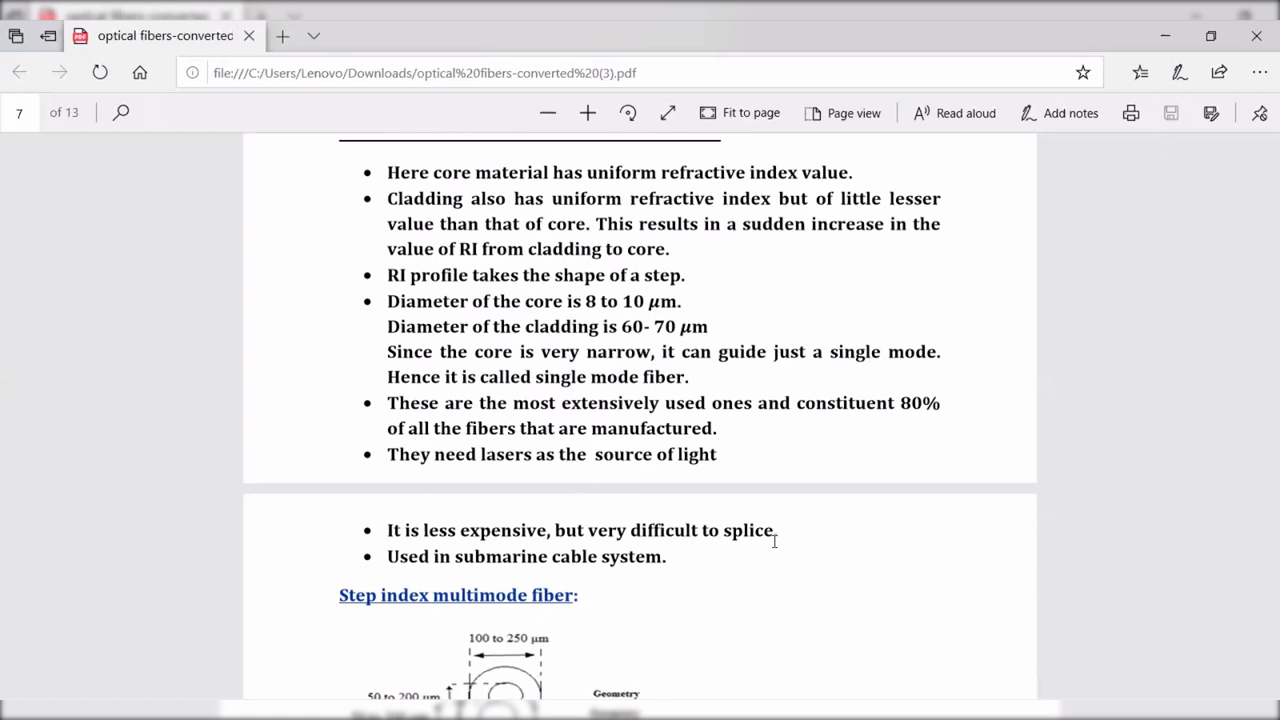 optical fibers-converted
file:///C:/Users/Lenovo/Downloads/optical%20fibers-converted%20(3).pdf
7 of 13
Fit to page
Page view
Read aloud
Add notes
• Here core material has uniform refractive index value.
• Cladding also has uniform refractive index but of little lesser
value than that of core. This results in a sudden increase in the
value of RI from cladding to core.
• RI profile takes the shape of a step.
• Diameter of the core is 8 to 10 μm.
Diameter of the cladding is 60- 70 μm
Since the core is very narrow, it can guide just a single mode.
Hence it is called single mode fiber.
• These are the most extensively used ones and constituent 80%
of all the fibers that are manufactured.
• They need lasers as the source of light
• It is less expensive, but very difficult to splice
• Used in submarine cable system.
Step index multimode fiber:
100 to 250 μm
50 to 200 μm
Geometry